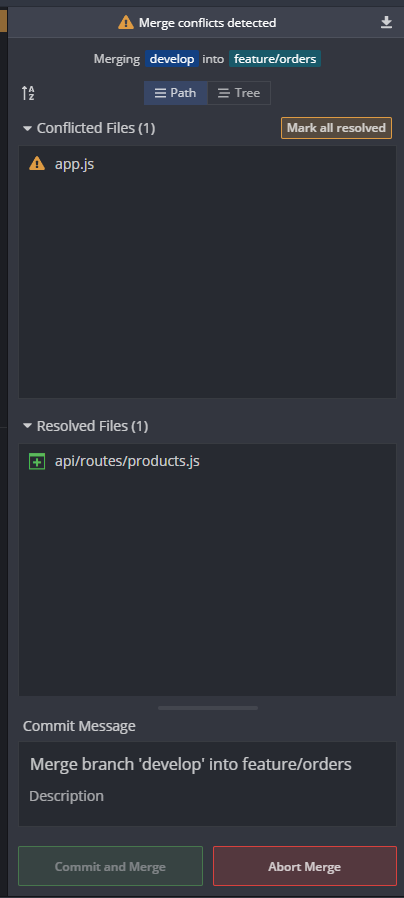 Merge conflicts detected
Merging develop into feature/orders
A
Z
Path
Tree
Conflicted Files (1)
Mark all resolved
app.js
Resolved Files (1)
api/routes/products.js
Commit Message
Merge branch 'develop' into feature/orders
Description
Commit and Merge
Abort Merge